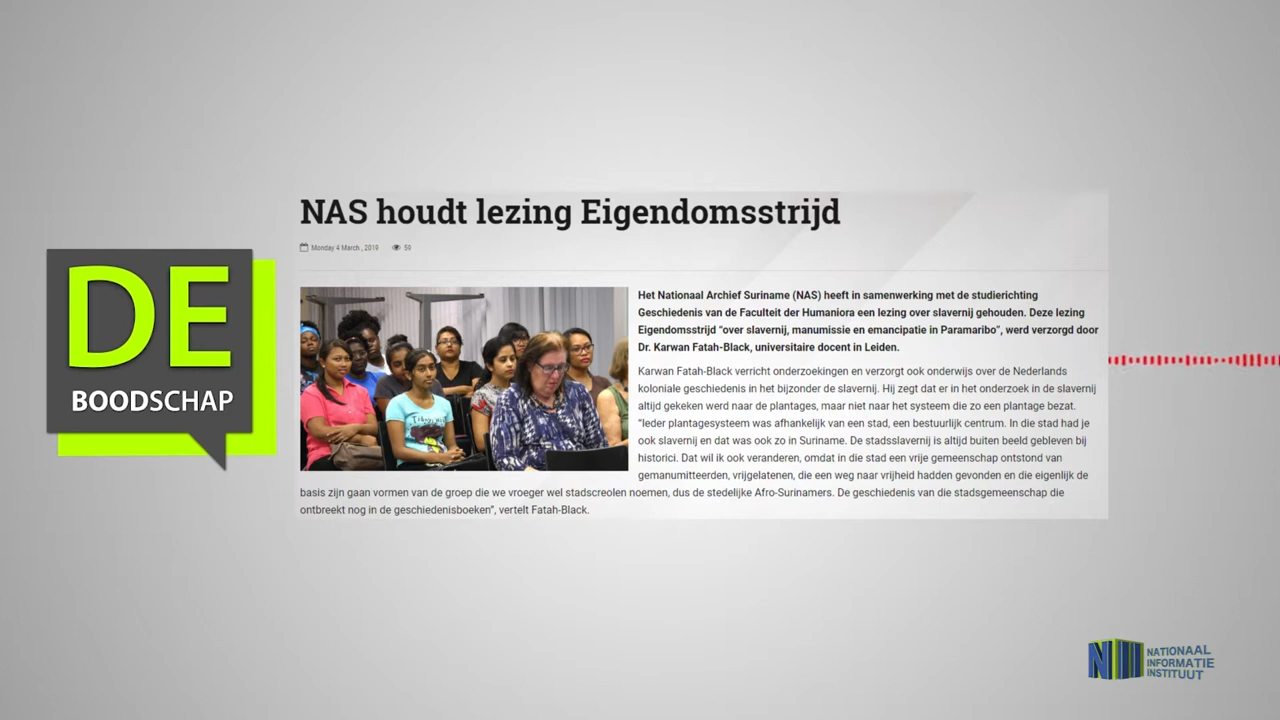 NAS houdt lezing Eigendomsstrijd
Monday 4 March , 2019 59
DE
BOODSCHAP
Het Nationaal Archief Suriname (NAS) heeft in samenwerking met de studierichting
Geschiedenis van de Faculteit der Humaniora een lezing over slavernij gehouden. Deze lezing
Eigendomsstrijd “over slavernij, manumissie en emancipatie in Paramaribo”, werd verzorgd door
Dr. Karwan Fatah-Black, universitaire docent in Leiden.
Karwan Fatah-Black verricht onderzoekingen en verzorgt ook onderwijs over de Nederlands
koloniale geschiedenis in het bijzonder de slavernij. Hij zegt dat er in het onderzoek in de slavernij
altijd gekeken werd naar de plantages, maar niet naar het systeem die zo een plantage bezat.
“Ieder plantagesysteem was afhankelijk van een stad, een bestuurlijk centrum. In die stad had je
ook slavernij en dat was ook zo in Suriname. De stadsslavernij is altijd buiten beeld gebleven bij
historici. Dat wil ik ook veranderen, omdat in die stad een vrije gemeenschap ontstond van
gemanumitteerden, vrijgelatenen, die een weg naar vrijheid hadden gevonden en die eigenlijk de
basis zijn gaan vormen van de groep die we vroeger wel stadscreolen noemen, dus de stedelijke Afro-Surinamers. De geschiedenis van die stadsgemeenschap die
ontbreekt nog in de geschiedenisboeken”, vertelt Fatah-Black.
NATIONAAL
INFORMATIE
INSTITUUT